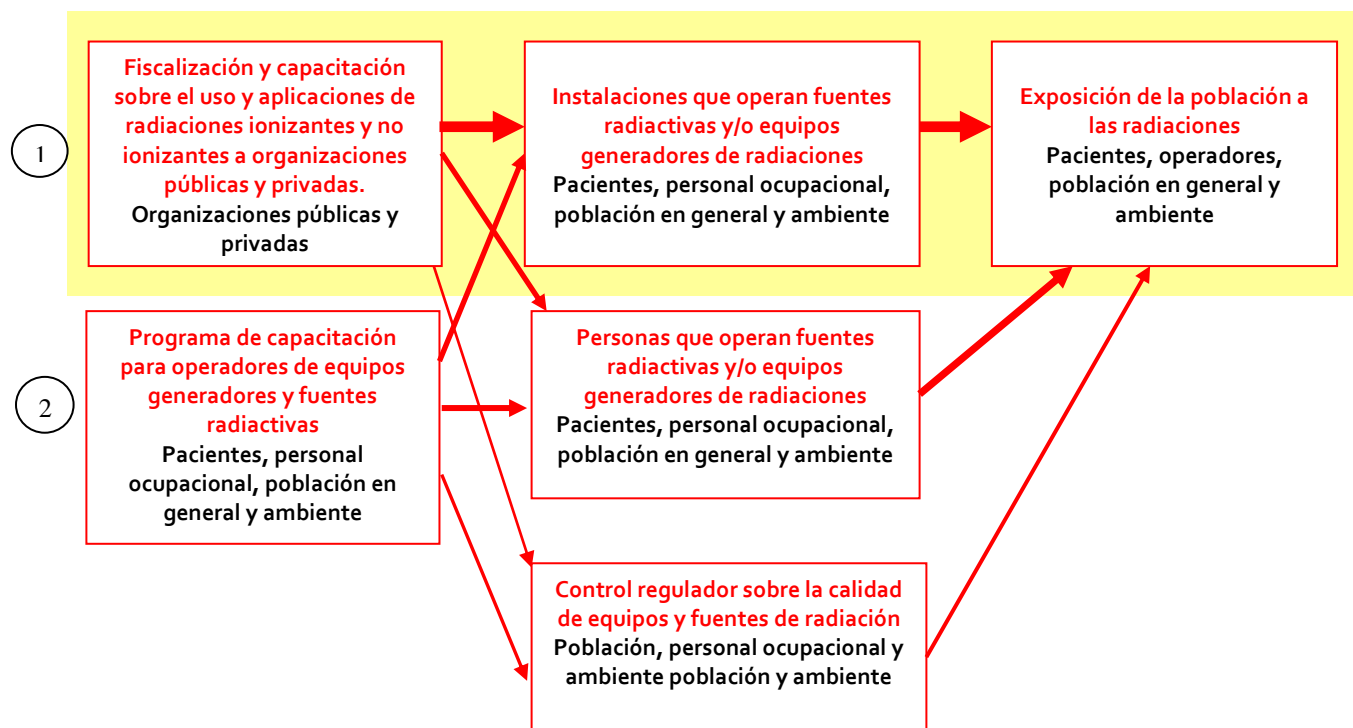 1
Fiscalización y capacitación
sobre el uso y aplicaciones de
radiaciones ionizantes y no
ionizantes a organizaciones
públicas y privadas.
Organizaciones públicas y
privadas
Instalaciones que operan fuentes
radiactivas y/o equipos
generadores de radiaciones
Pacientes, personal ocupacional,
población en general y ambiente
Exposición de la población a
las radiaciones
Pacientes, operadores,
población en general y
ambiente
2
Programa de capacitación
para operadores de equipos
generadores y fuentes
radiactivas
Pacientes, personal
ocupacional, población en
general y ambiente
Personas que operan fuentes
radiactivas y/o equipos
generadores de radiaciones
Pacientes, personal ocupacional,
población en general y ambiente
Control regulador sobre la calidad
de equipos y fuentes de radiación
Población, personal ocupacional y
ambiente población y ambiente